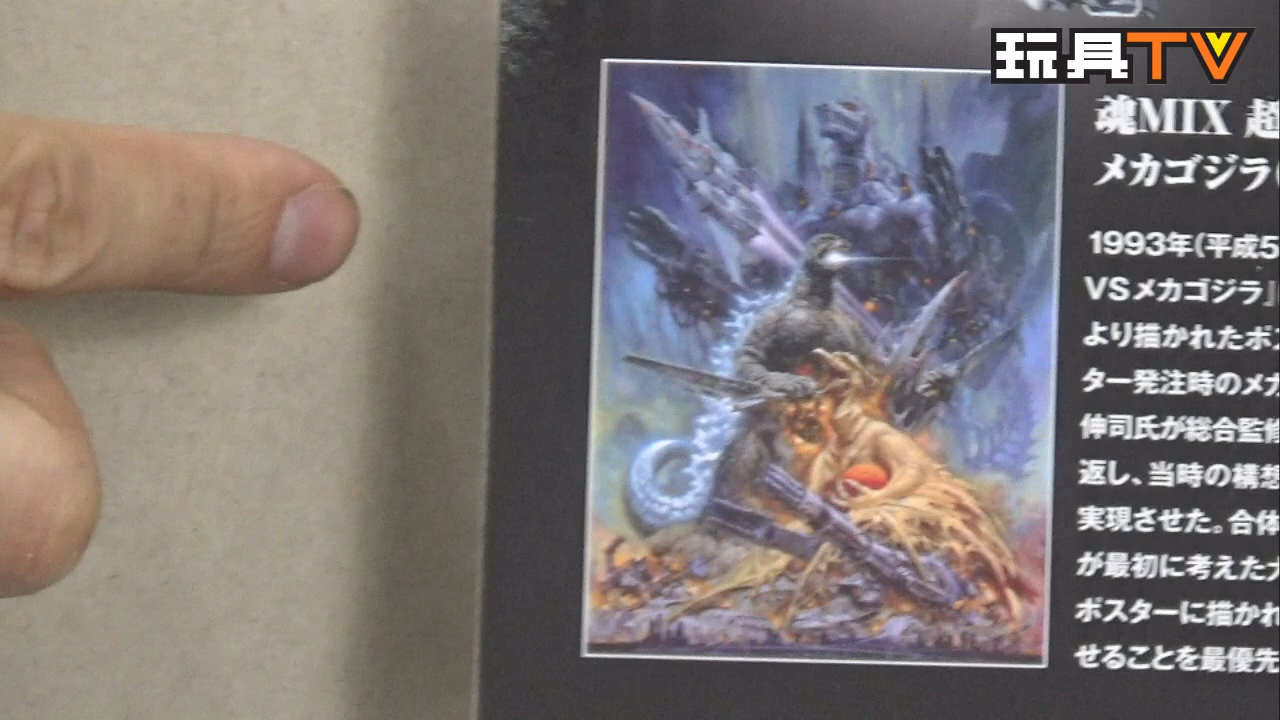 玩具TV
魂MIX 超
メカゴジラ
1993年(平成5
VSメカゴジラ』
より描かれたポ
ター発注時のメカ
伸司氏が総合監修
返し、当時の構想
実現させた。合体
が最初に考えた
ポスターに描かれ
せることを最優先